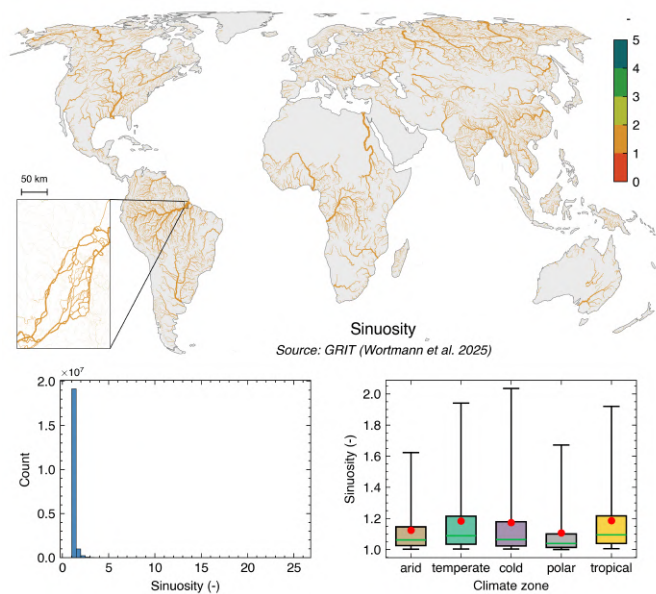 -
5
4
3
2
1
0
50 km
Sinuosity
Source: GRIT (Wortmann et al. 2025)
×10⁷
2.0
1.5
1.0
0.5
0.0
Count
0 5 10 15 20 25
Sinuosity (-)
2.0
1.8
1.6
1.4
1.2
1.0
Sinuosity (-)
arid temperate cold polar tropical
Climate zone